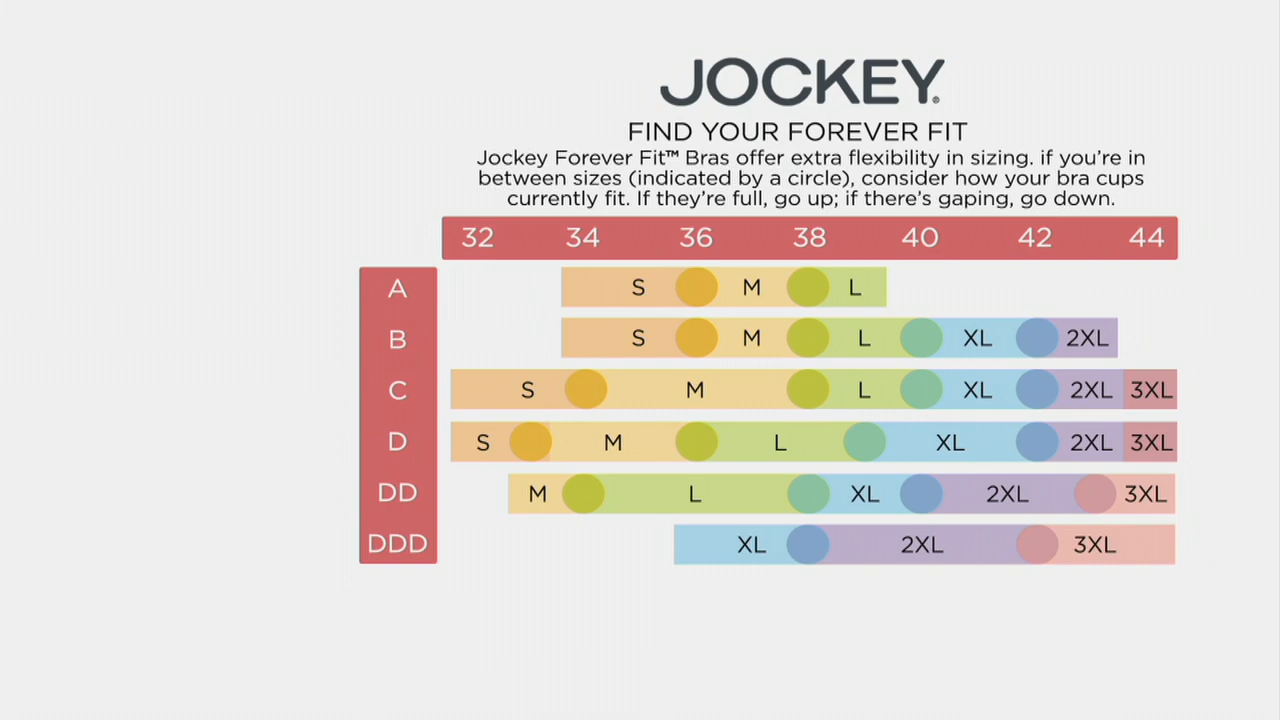 JOCKEY®
FIND YOUR FOREVER FIT
Jockey Forever Fit™ Bras offer extra flexibility in sizing. if you're in
between sizes (indicated by a circle), consider how your bra cups
currently fit. If they're full, go up; if there's gaping, go down.
32 34 36 38 40 42 44
A S M L
B S M L XL 2XL
C S M L XL 2XL 3XL
D S M L XL 2XL 3XL
DD M L XL 2XL 3XL
DDD XL 2XL 3XL